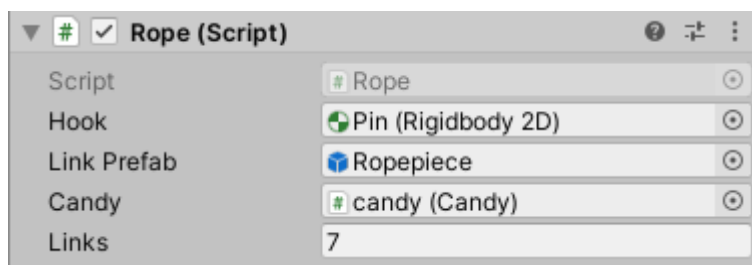 # Rope (Script)
Script # Rope
Hook Pin (Rigidbody 2D)
Link Prefab Ropepiece
Candy # candy (Candy)
Links 7